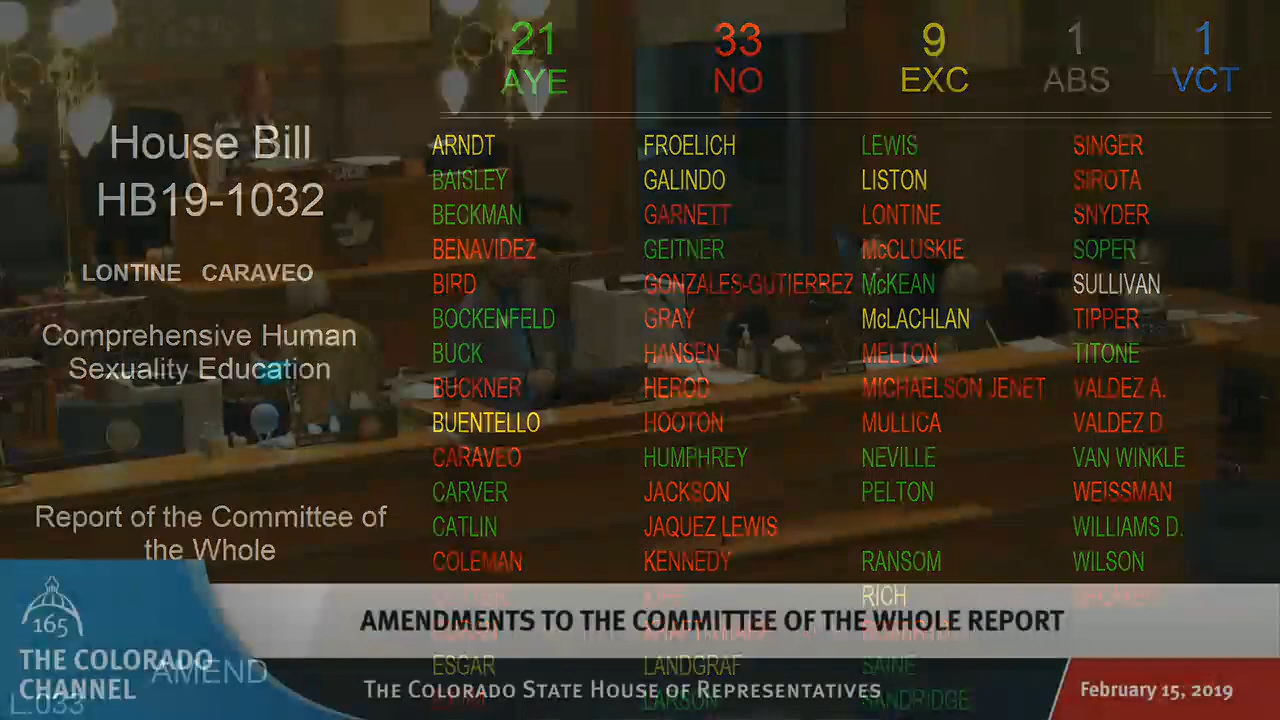 21 33 9 1 1
AYE NO EXC ABS VCT
House Bill
HB19-1032
LONTINE CARAVEO
Comprehensive Human
Sexuality Education
Report of the Committee of
the Whole
AMEND
L.033
ARNDT
BAISLEY
BECKMAN
BENAVIDEZ
BIRD
BOCKENFELD
BUCK
BUCKNER
BUENTELLO
CARAVEO
CARVER
CATLIN
COLEMAN
ESGAR
FROELICH
GALINDO
GARNETT
GEITNER
GONZALES-GUTIERREZ
GRAY
HANSEN
HEROD
HOOTON
HUMPHREY
JACKSON
JAQUEZ LEWIS
KENNEDY
LANDGRAF
LARSON
LEWIS
LISTON
LONTINE
McCLUSKIE
McKEAN
McLACHLAN
MELTON
MICHAELSON JENET
MULLICA
NEVILLE
PELTON
RANSOM
RICH
SAINE
SANDRIDGE
SINGER
SIROTA
SNYDER
SOPER
SULLIVAN
TIPPER
TITONE
VALDEZ A.
VALDEZ D.
VAN WINKLE
WEISSMAN
WILLIAMS D.
WILSON
AMENDMENTS TO THE COMMITTEE OF THE WHOLE REPORT
165
THE COLORADO
CHANNEL
THE COLORADO STATE HOUSE OF REPRESENTATIVES
February 15, 2019